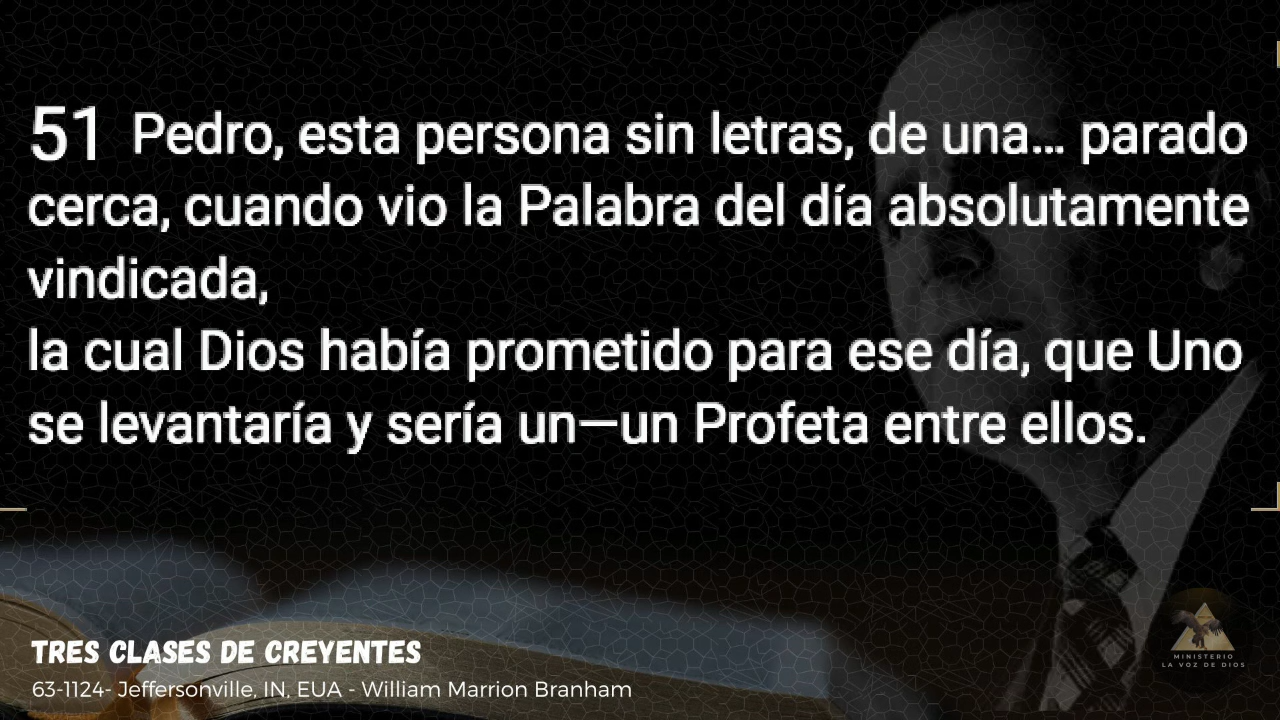 51 Pedro, esta persona sin letras, de una... parado
cerca, cuando vio la Palabra del día absolutamente
vindicada,
la cual Dios había prometido para ese día, que Uno
se levantaría y sería un—un Profeta entre ellos.
TRES CLASES DE CREYENTES
63-1124- Jeffersonville, IN, EUA - William Marrion Branham
MINISTERIO
LA VOZ DE DIOS